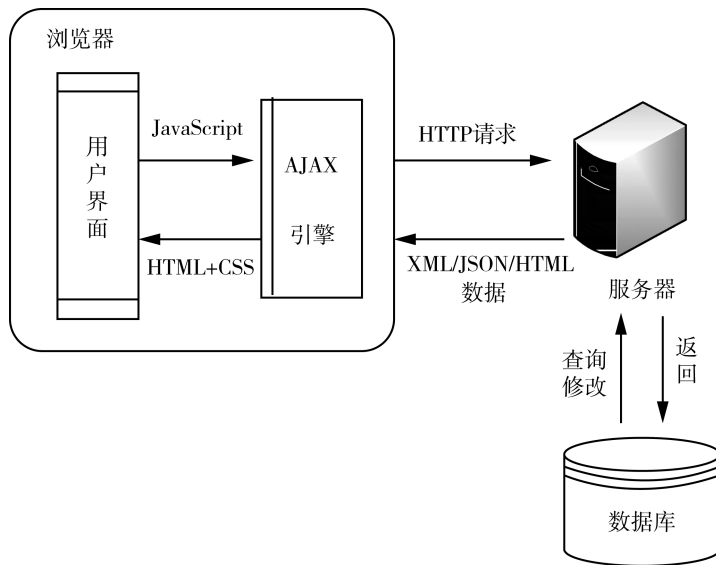 浏览器
用户界面
JavaScript
AJAX
引擎
HTML+CSS
HTTP请求
XML/JSON/HTML
数据
服务器
查询
修改
返回
数据库